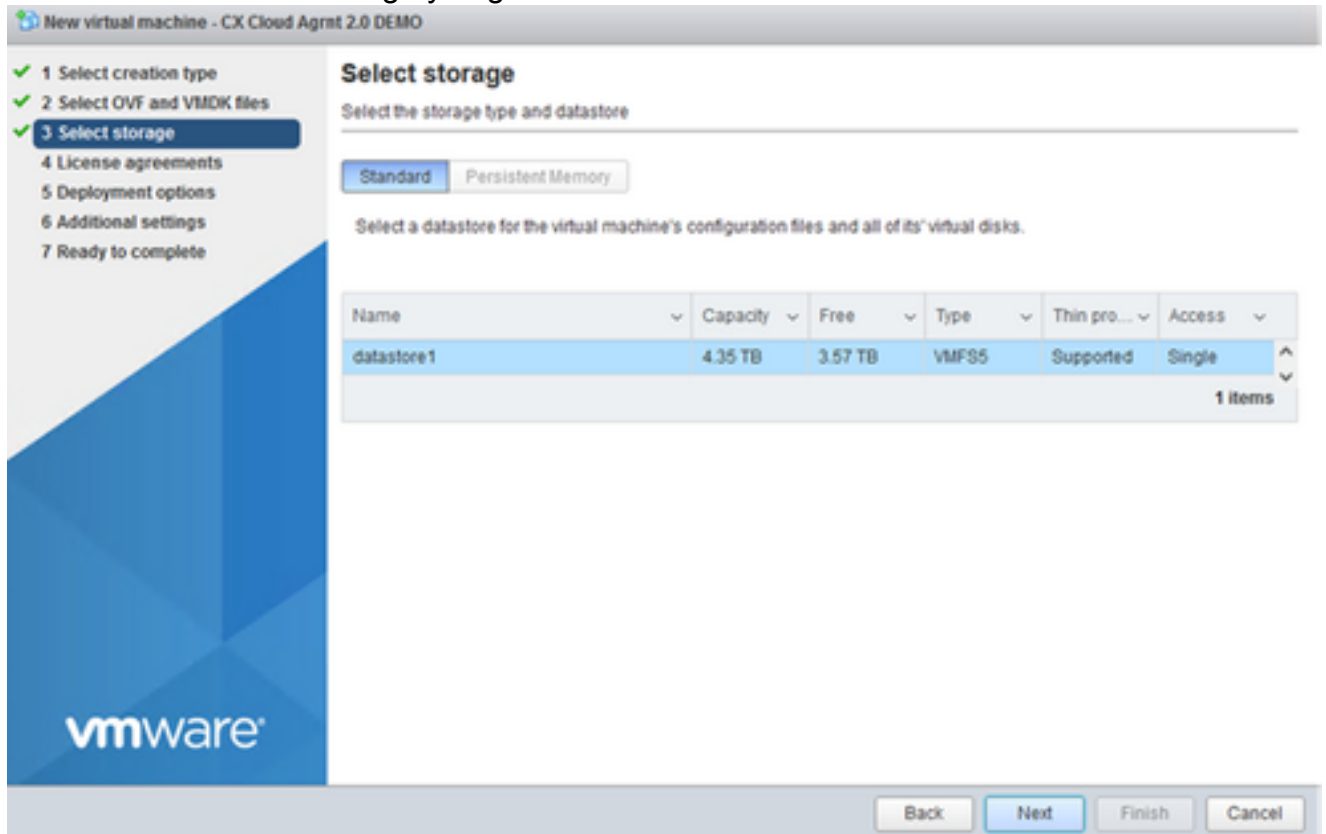 New virtual machine - CX Cloud Agrnt 2.0 DEMO
1 Select creation type
2 Select OVF and VMDK files
3 Select storage
4 License agreements
5 Deployment options
6 Additional settings
7 Ready to complete
vmware
Select storage
Select the storage type and datastore
Standard Persistent Memory
Select a datastore for the virtual machine's configuration files and all of its' virtual disks.
Name Capacity Free Type Thin pro... Access
datastore1 4.35 TB 3.57 TB VMFS5 Supported Single
1 items
Back Next Finish Cancel